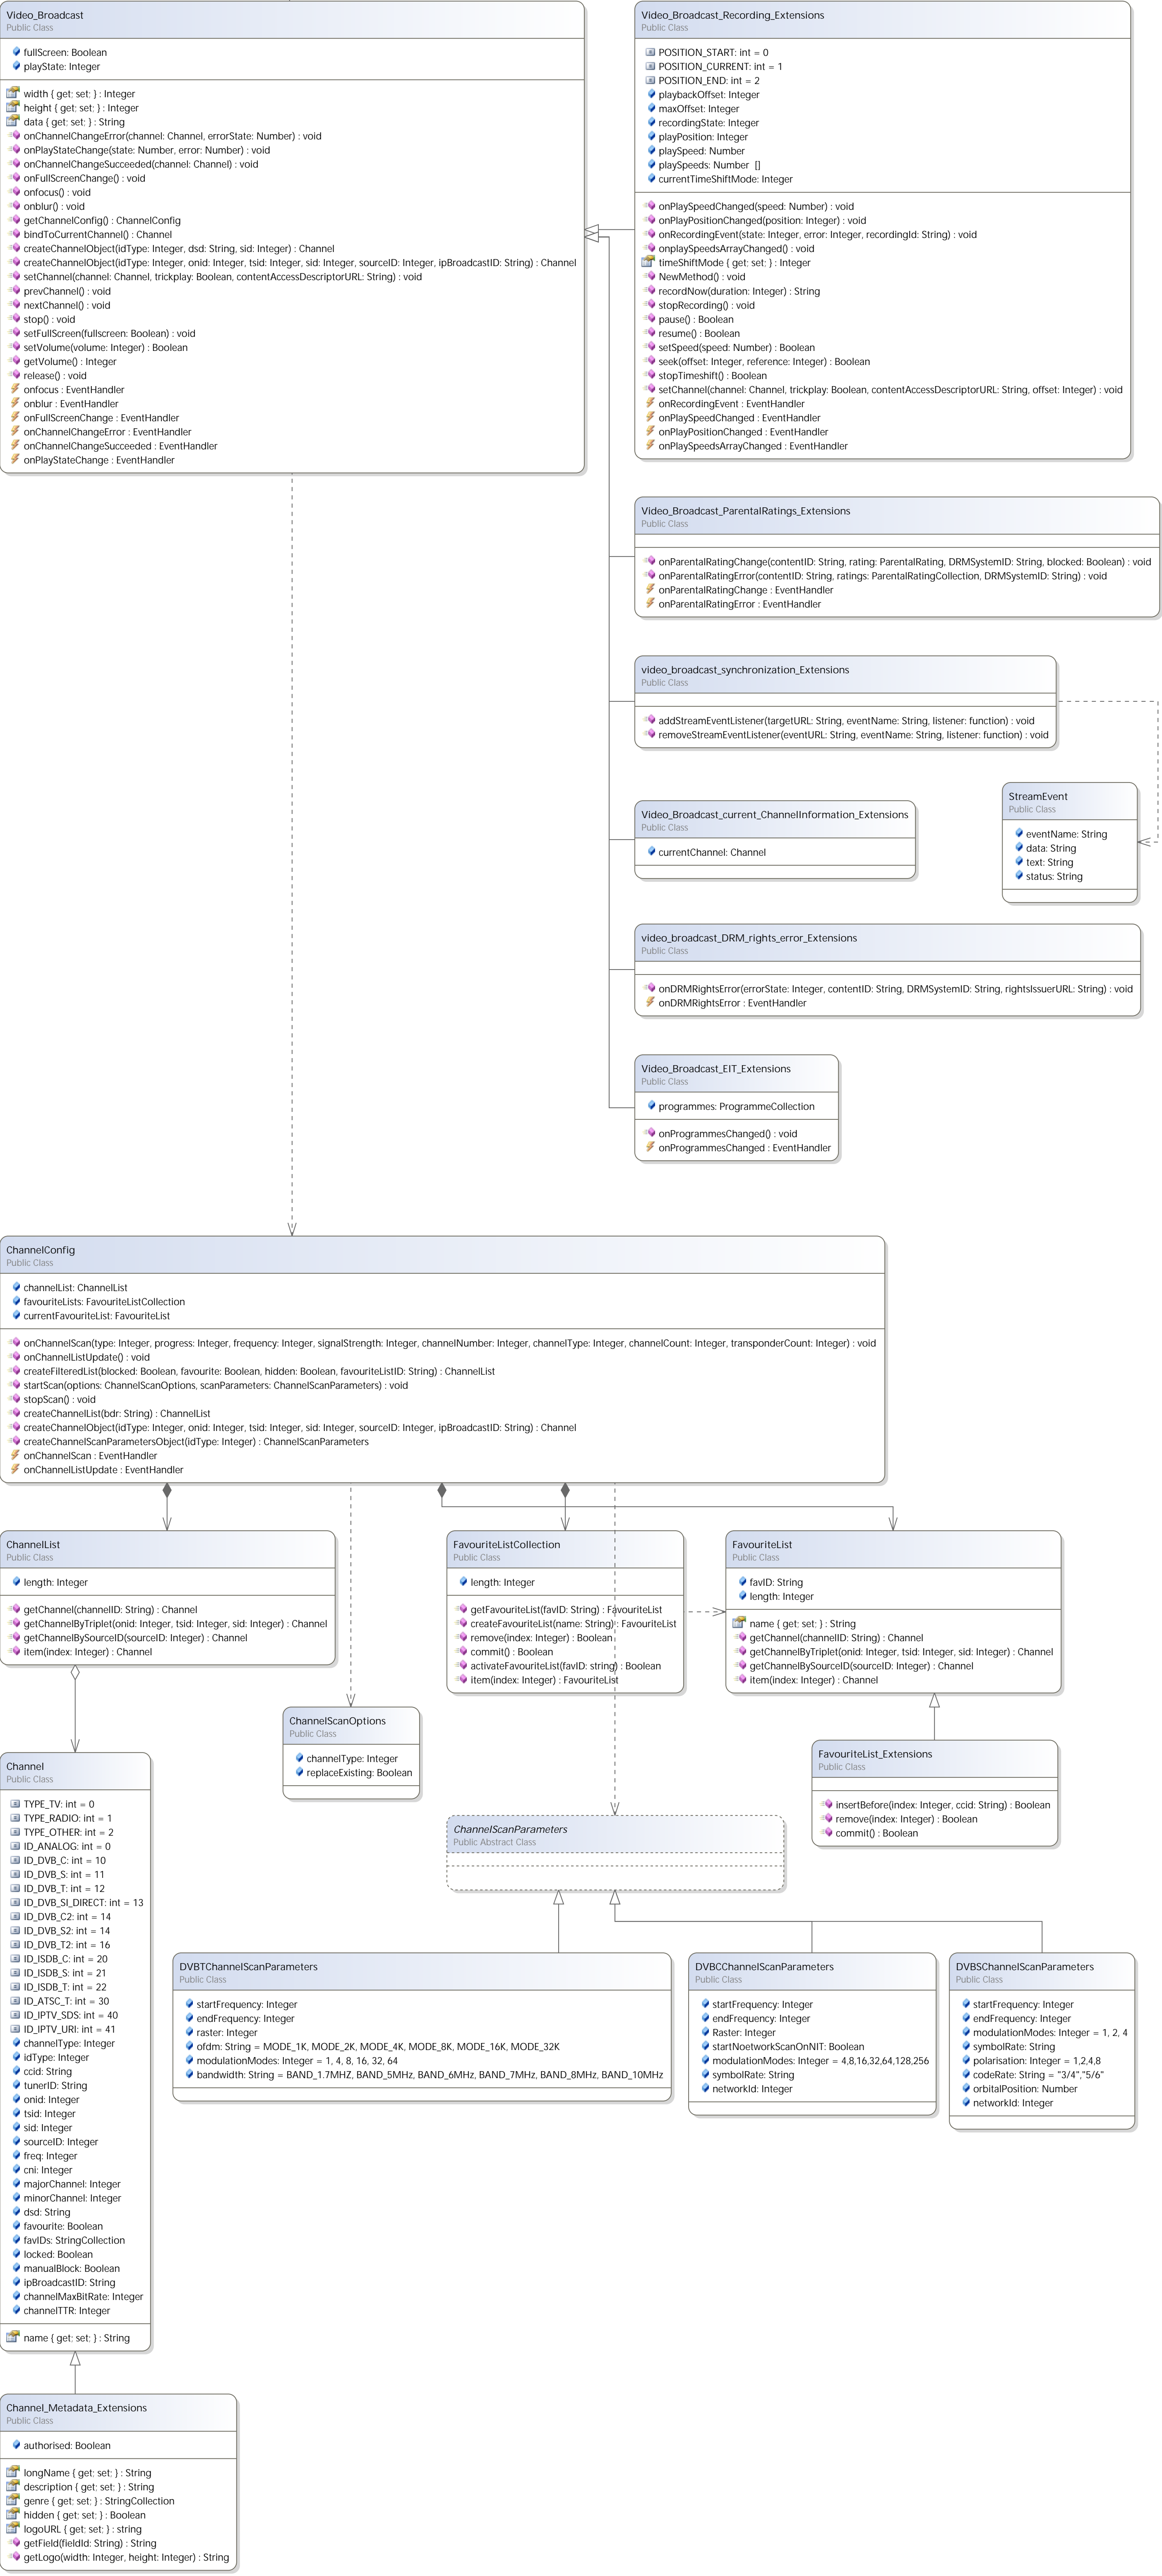 Video_Broadcast
Public Class
fullScreen: Boolean
playState: Integer
width { get; set; } : Integer
height { get; set; } : Integer
data { get; set; } : String
onChannelChangeError(channel: Channel, errorState: Number) : void
onPlayStateChange(state: Number, error: Number) : void
onChannelChangeSucceeded(channel: Channel) : void
onFullScreenChange() : void
onfocus() : void
onblur() : void
getChannelConfig() : ChannelConfig
bindToCurrentChannel() : Channel
createChannelObject(idType: Integer, dsd: String, sid: Integer) : Channel
createChannelObject(idType: Integer, onid: Integer, tsid: Integer, sid: Integer, sourceID: Integer, ipBroadcastID: String) : Channel
setChannel(channel: Channel, trickplay: Boolean, contentAccessDescriptorURL: String) : void
prevChannel() : void
nextChannel() : void
stop() : void
setFullScreen(fullscreen: Boolean) : void
setVolume(volume: Integer) : Boolean
getVolume() : Integer
release() : void
onfocus : EventHandler
onblur : EventHandler
onFullScreenChange : EventHandler
onChannelChangeError : EventHandler
onChannelChangeSucceeded : EventHandler
onPlayStateChange : EventHandler
Video_Broadcast_Recording_Extensions
Public Class
POSITION_START: int = 0
POSITION_CURRENT: int = 1
POSITION_END: int = 2
playbackOffset: Integer
maxOffset: Integer
recordingState: Integer
playPosition: Integer
playSpeed: Number
playSpeeds: Number []
currentTimeShiftMode: Integer
onPlaySpeedChanged(speed: Number) : void
onPlayPositionChanged(position: Integer) : void
onRecordingEvent(state: Integer, error: Integer, recordingId: String) : void
onplaySpeedsArrayChanged() : void
timeShiftMode { get; set; } : Integer
NewMethod() : void
recordNow(duration: Integer) : String
stopRecording() : void
pause() : Boolean
resume() : Boolean
setSpeed(speed: Number) : Boolean
seek(offset: Integer, reference: Integer) : Boolean
stopTimeshift() : Boolean
setChannel(channel: Channel, trickplay: Boolean, contentAccessDescriptorURL: String, offset: Integer) : void
onRecordingEvent : EventHandler
onPlaySpeedChanged : EventHandler
onPlayPositionChanged : EventHandler
onPlaySpeedsArrayChanged : EventHandler
Video_Broadcast_ParentalRatings_Extensions
Public Class
onParentalRatingChange(contentID: String, rating: ParentalRating, DRMSystemID: String, blocked: Boolean) : void
onParentalRatingError(contentID: String, ratings: ParentalRatingCollection, DRMSystemID: String) : void
onParentalRatingChange : EventHandler
onParentalRatingError : EventHandler
video_broadcast_synchronization_Extensions
Public Class
addStreamEventListener(targetURL: String, eventName: String, listener: function) : void
removeStreamEventListener(eventURL: String, eventName: String, listener: function) : void
Video_Broadcast_current_ChannelInformation_Extensions
Public Class
currentChannel: Channel
StreamEvent
Public Class
eventName: String
data: String
text: String
status: String
video_broadcast_DRM_rights_error_Extensions
Public Class
onDRMRightsError(errorState: Integer, contentID: String, DRMSystemID: String, rightsIssuerURL: String) : void
onDRMRightsError : EventHandler
Video_Broadcast_EIT_Extensions
Public Class
programmes: ProgrammeCollection
onProgrammesChanged() : void
onProgrammesChanged : EventHandler
ChannelConfig
Public Class
channelList: ChannelList
favouriteLists: FavouriteListCollection
currentFavouriteList: FavouriteList
onChannelScan(type: Integer, progress: Integer, frequency: Integer, signalStrength: Integer, channelNumber: Integer, channelType: Integer, channelCount: Integer, transponderCount: Integer) : void
onChannelListUpdate() : void
createFilteredList(blocked: Boolean, favourite: Boolean, hidden: Boolean, favouriteListID: String) : ChannelList
startScan(options: ChannelScanOptions, scanParameters: ChannelScanParameters) : void
stopScan() : void
createChannelList(bdr: String) : ChannelList
createChannelObject(idType: Integer, onid: Integer, tsid: Integer, sid: Integer, sourceID: Integer, ipBroadcastID: String) : Channel
createChannelScanParametersObject(idType: Integer) : ChannelScanParameters
onChannelScan : EventHandler
onChannelListUpdate : EventHandler
ChannelList
Public Class
length: Integer
getChannel(channelID: String) : Channel
getChannelByTriplet(onid: Integer, tsid: Integer, sid: Integer) : Channel
getChannelBySourceID(sourceID: Integer) : Channel
item(index: Integer) : Channel
FavouriteListCollection
Public Class
length: Integer
getFavouriteList(favID: String) : FavouriteList
createFavouriteList(name: String) : FavouriteList
remove(index: Integer) : Boolean
commit() : Boolean
activateFavouriteList(favID: string) : Boolean
item(index: Integer) : FavouriteList
FavouriteList
Public Class
favID: String
length: Integer
name { get; set; } : String
getChannel(channelID: String) : Channel
getChannelByTriplet(onid: Integer, tsid: Integer, sid: Integer) : Channel
getChannelBySourceID(sourceID: Integer) : Channel
item(index: Integer) : Channel
ChannelScanOptions
Public Class
channelType: Integer
replaceExisting: Boolean
FavouriteList_Extensions
Public Class
insertBefore(index: Integer, ccid: String) : Boolean
remove(index: Integer) : Boolean
commit() : Boolean
Channel
Public Class
TYPE_TV: int = 0
TYPE_RADIO: int = 1
TYPE_OTHER: int = 2
ID_ANALOG: int = 0
ID_DVB_C: int = 10
ID_DVB_S: int = 11
ID_DVB_T: int = 12
ID_DVB_SI_DIRECT: int = 13
ID_DVB_C2: int = 14
ID_DVB_S2: int = 14
ID_DVB_T2: int = 16
ID_ISDB_C: int = 20
ID_ISDB_S: int = 21
ID_ISDB_T: int = 22
ID_ATSC_T: int = 30
ID_IPTV_SDS: int = 40
ID_IPTV_URI: int = 41
channelType: Integer
idType: Integer
ccid: String
tunerID: String
onid: Integer
tsid: Integer
sid: Integer
sourceID: Integer
freq: Integer
cni: Integer
majorChannel: Integer
minorChannel: Integer
dsd: String
favourite: Boolean
favIDs: StringCollection
locked: Boolean
manualBlock: Boolean
ipBroadcastID: String
channelMaxBitRate: Integer
channelTTR: Integer
name { get; set; } : String
ChannelScanParameters
Public Abstract Class
DVBTChannelScanParameters
Public Class
startFrequency: Integer
endFrequency: Integer
raster: Integer
ofdm: String = MODE_1K, MODE_2K, MODE_4K, MODE_8K, MODE_16K, MODE_32K
modulationModes: Integer = 1, 4, 8, 16, 32, 64
bandwidth: String = BAND_1.7MHZ, BAND_5MHz, BAND_6MHz, BAND_7MHz, BAND_8MHz, BAND_10MHz
DVBCChannelScanParameters
Public Class
startFrequency: Integer
endFrequency: Integer
Raster: Integer
startNoetworkScanOnNIT: Boolean
modulationModes: Integer = 4,8,16,32,64,128,256
symbolRate: String
networkId: Integer
DVBSChannelScanParameters
Public Class
startFrequency: Integer
endFrequency: Integer
modulationModes: Integer = 1, 2, 4
symbolRate: String
polarisation: Integer = 1,2,4,8
codeRate: String = "3/4","5/6"
orbitalPosition: Number
networkId: Integer
Channel_Metadata_Extensions
Public Class
authorised: Boolean
longName { get; set; } : String
description { get; set; } : String
genre { get; set; } : StringCollection
hidden { get; set; } : Boolean
logoURL { get; set; } : string
getField(fieldId: String) : String
getLogo(width: Integer, height: Integer) : String